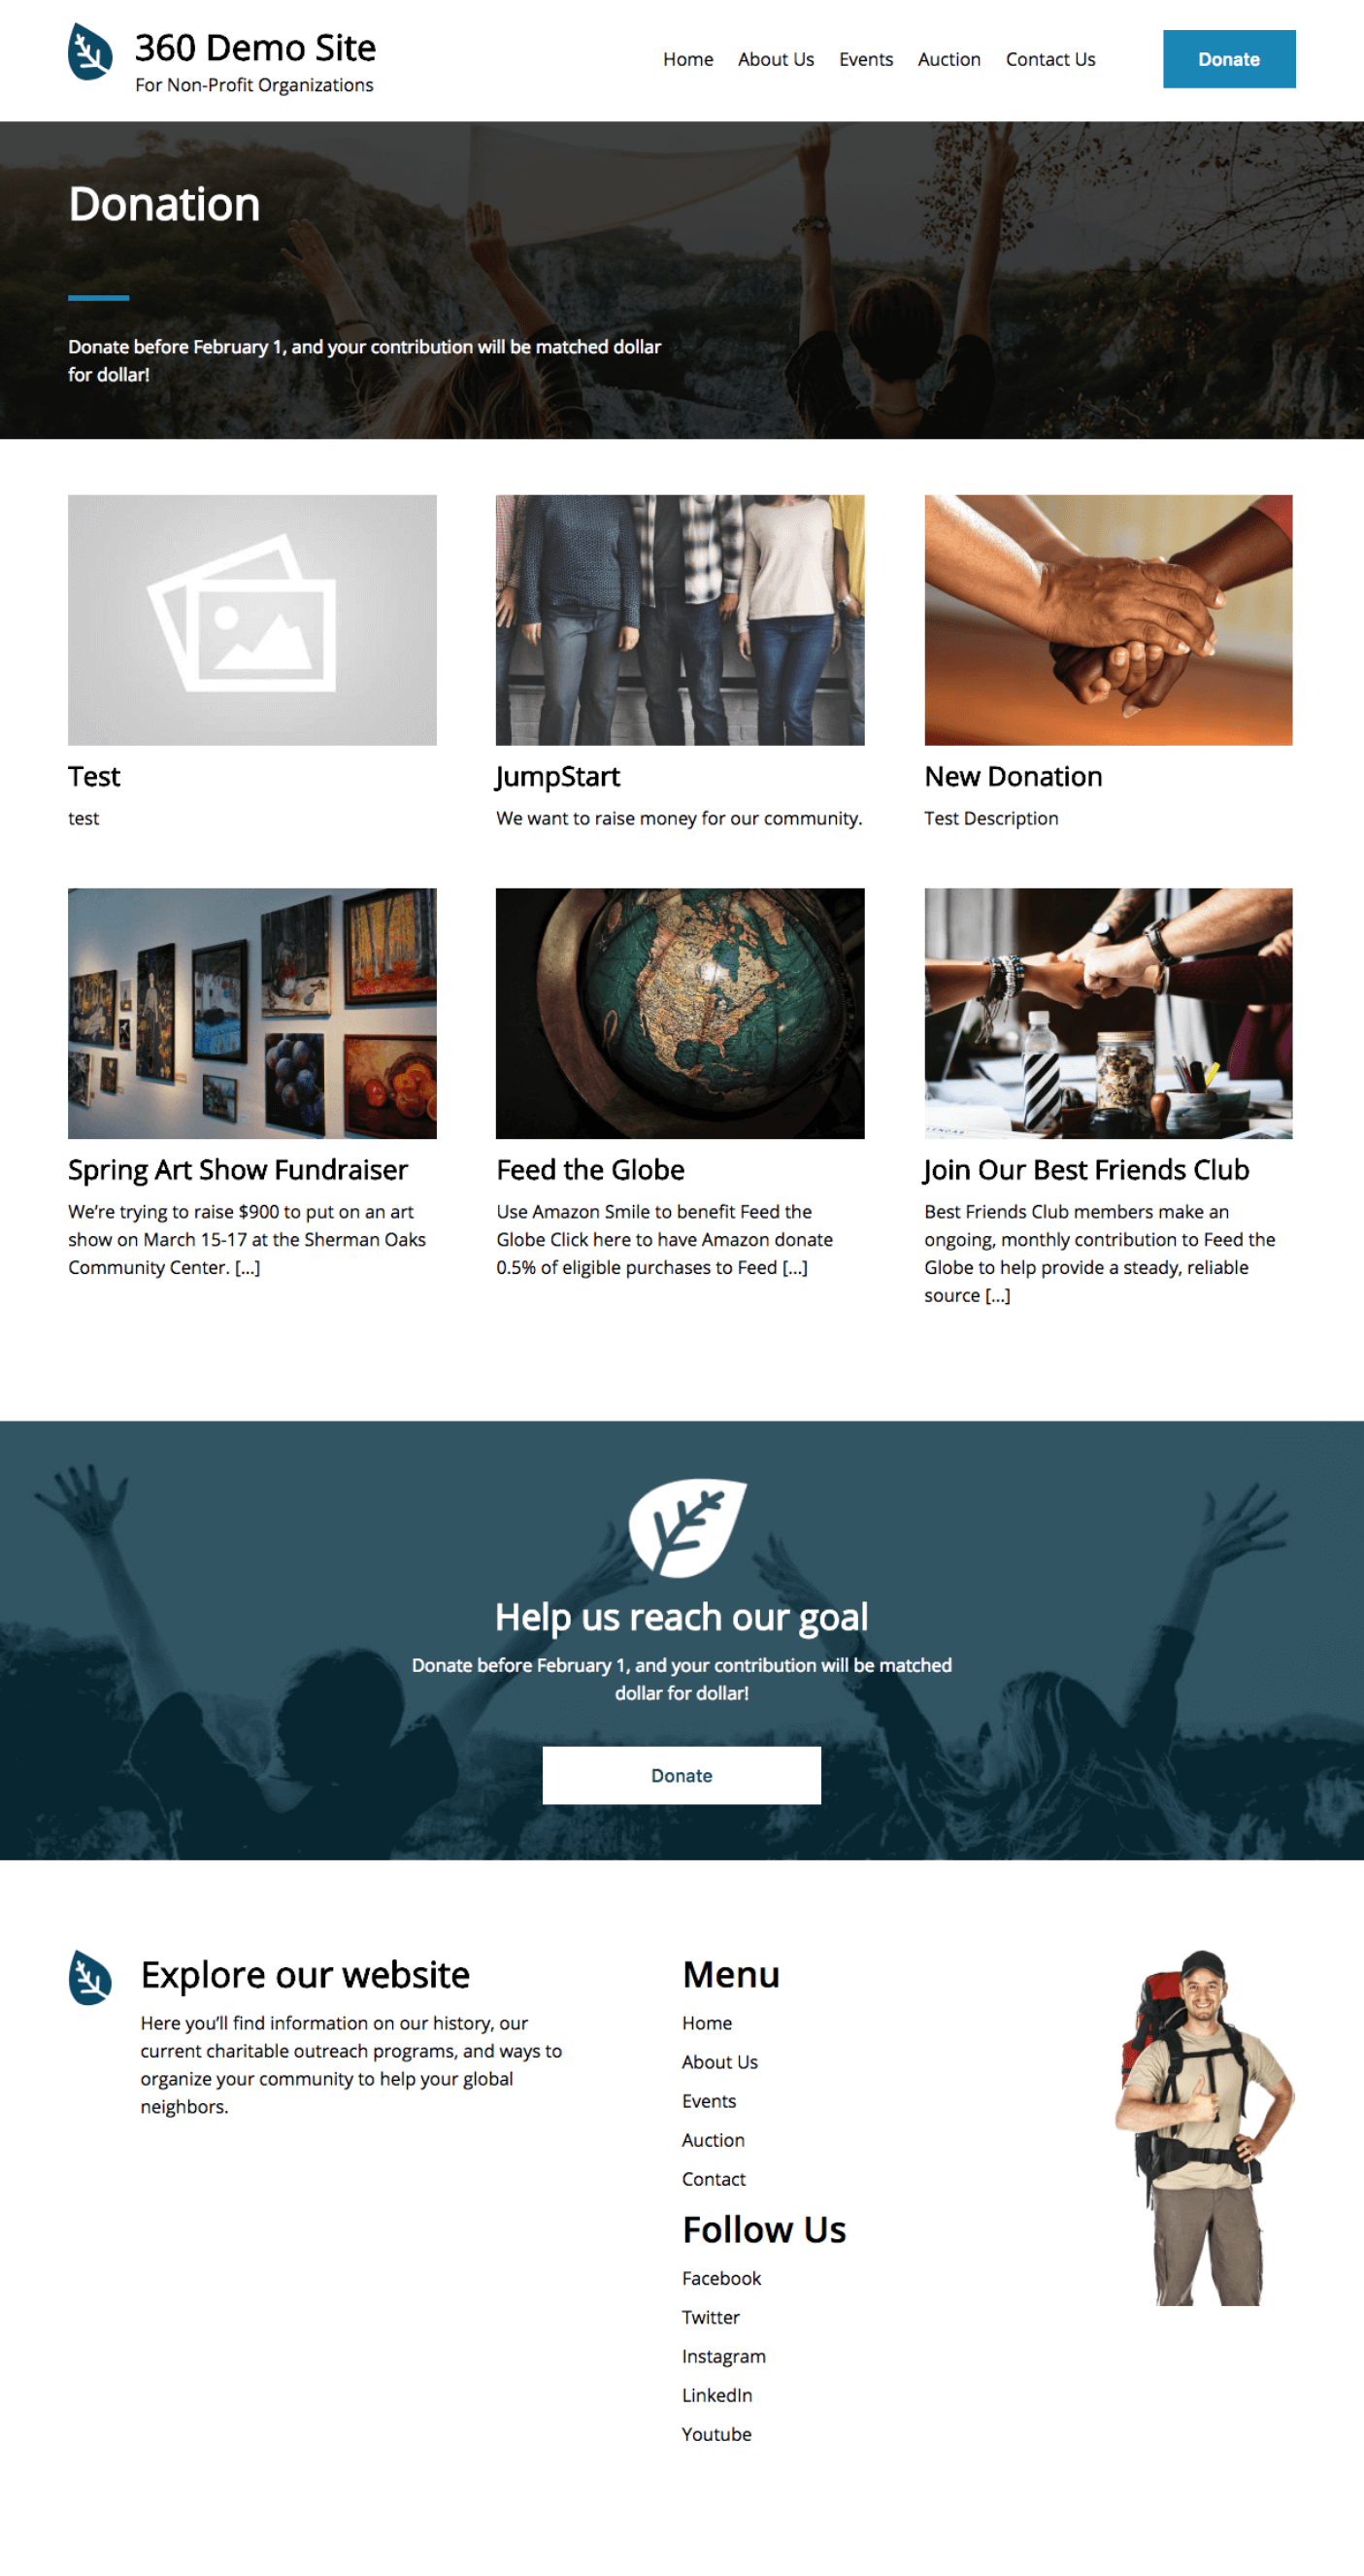 360 Demo Site
For Non-Profit Organizations
Home About Us Events Auction Contact Us Donate
Donation
Donate before February 1, and your contribution will be matched dollar
for dollar!
Test
test
JumpStart
We want to raise money for our community.
New Donation
Test Description
Spring Art Show Fundraiser
We’re trying to raise $900 to put on an art
show on March 15-17 at the Sherman Oaks
Community Center. [...]
Feed the Globe
Use Amazon Smile to benefit Feed the
Globe Click here to have Amazon donate
0.5% of eligible purchases to Feed [...]
Join Our Best Friends Club
Best Friends Club members make an
ongoing, monthly contribution to Feed the
Globe to help provide a steady, reliable
source [...]
Help us reach our goal
Donate before February 1, and your contribution will be matched
dollar for dollar!
Donate
Explore our website
Here you’ll find information on our history, our
current charitable outreach programs, and ways to
organize your community to help your global
neighbors.
Menu
Home
About Us
Events
Auction
Contact
Follow Us
Facebook
Twitter
Instagram
LinkedIn
Youtube